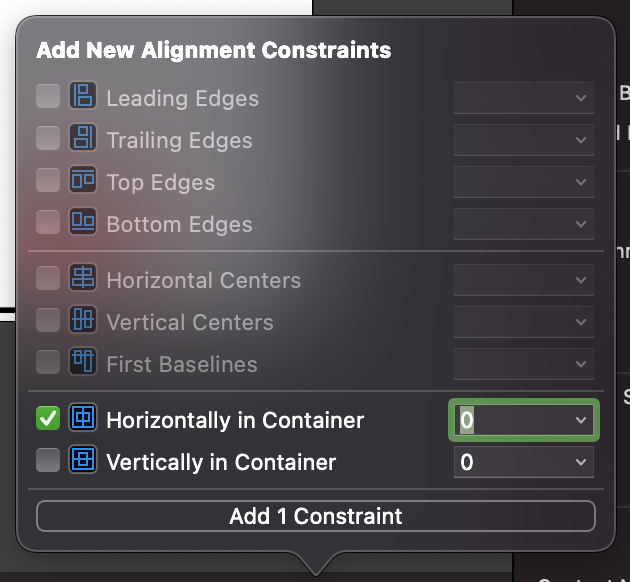 Add New Alignment Constraints
Leading Edges
Trailing Edges
Top Edges
Bottom Edges
Horizontal Centers
Vertical Centers
First Baselines
Horizontally in Container 0
Vertically in Container 0
Add 1 Constraint